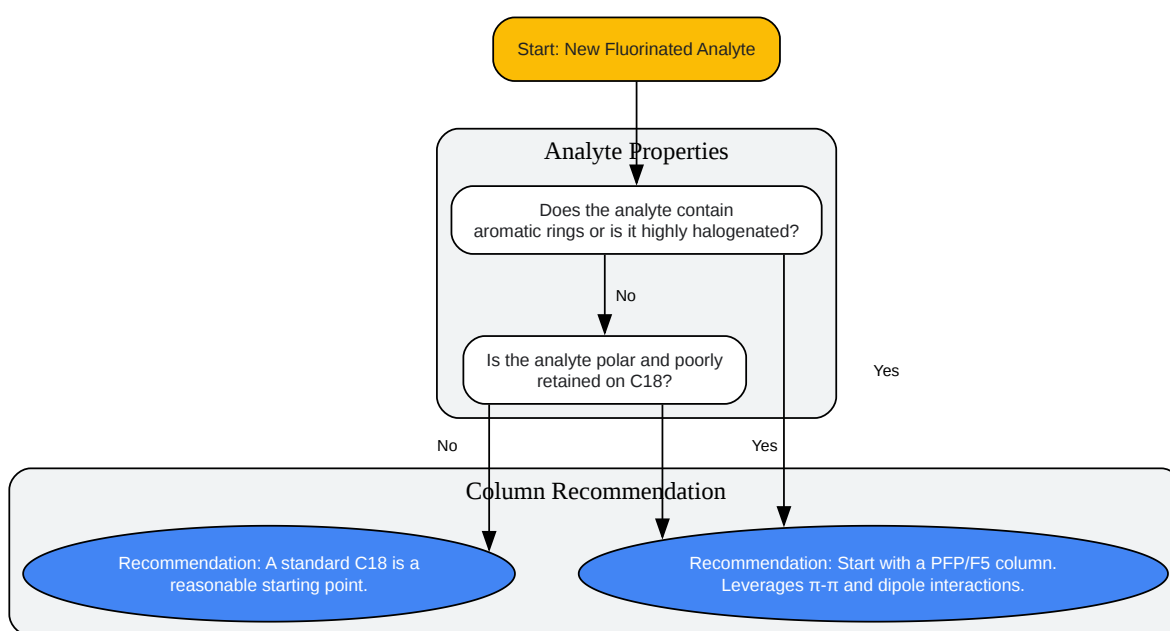 Start: New Fluorinated Analyte
Analyte Properties
Does the analyte contain
aromatic rings or is it highly halogenated?
No
Is the analyte polar and poorly
retained on C18?
Yes
No
Yes
Column Recommendation
Recommendation: A standard C18 is a
reasonable starting point.
Recommendation: Start with a PFP/F5 column.
Leverages π-π and dipole interactions.